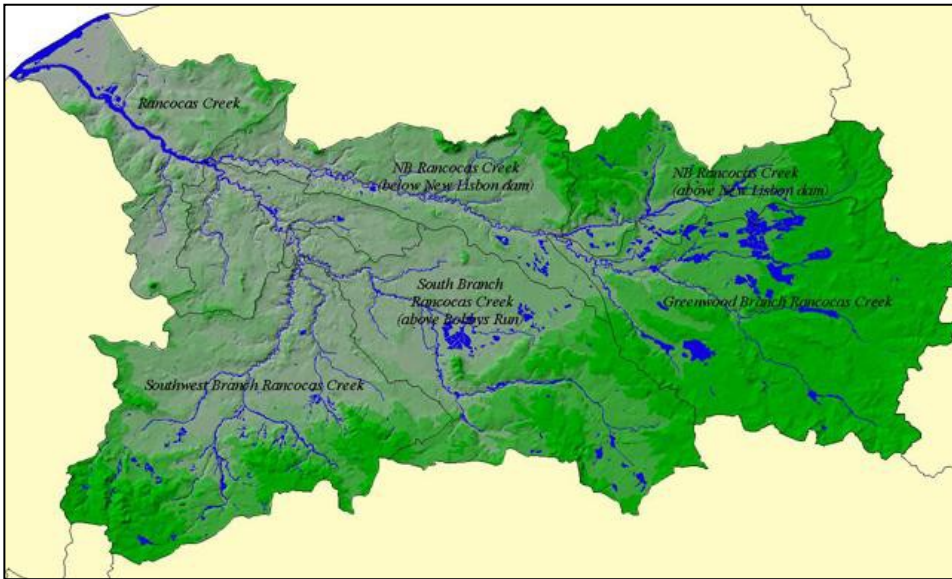 Rancocas Creek
NB Rancocas Creek
(below New Lisbon dam)
NB Rancocas Creek
(above New Lisbon dam)
South Branch
Rancocas Creek
(above Bobbys Run)
Greenwood Branch Rancocas Creek
Southwest Branch Rancocas Creek